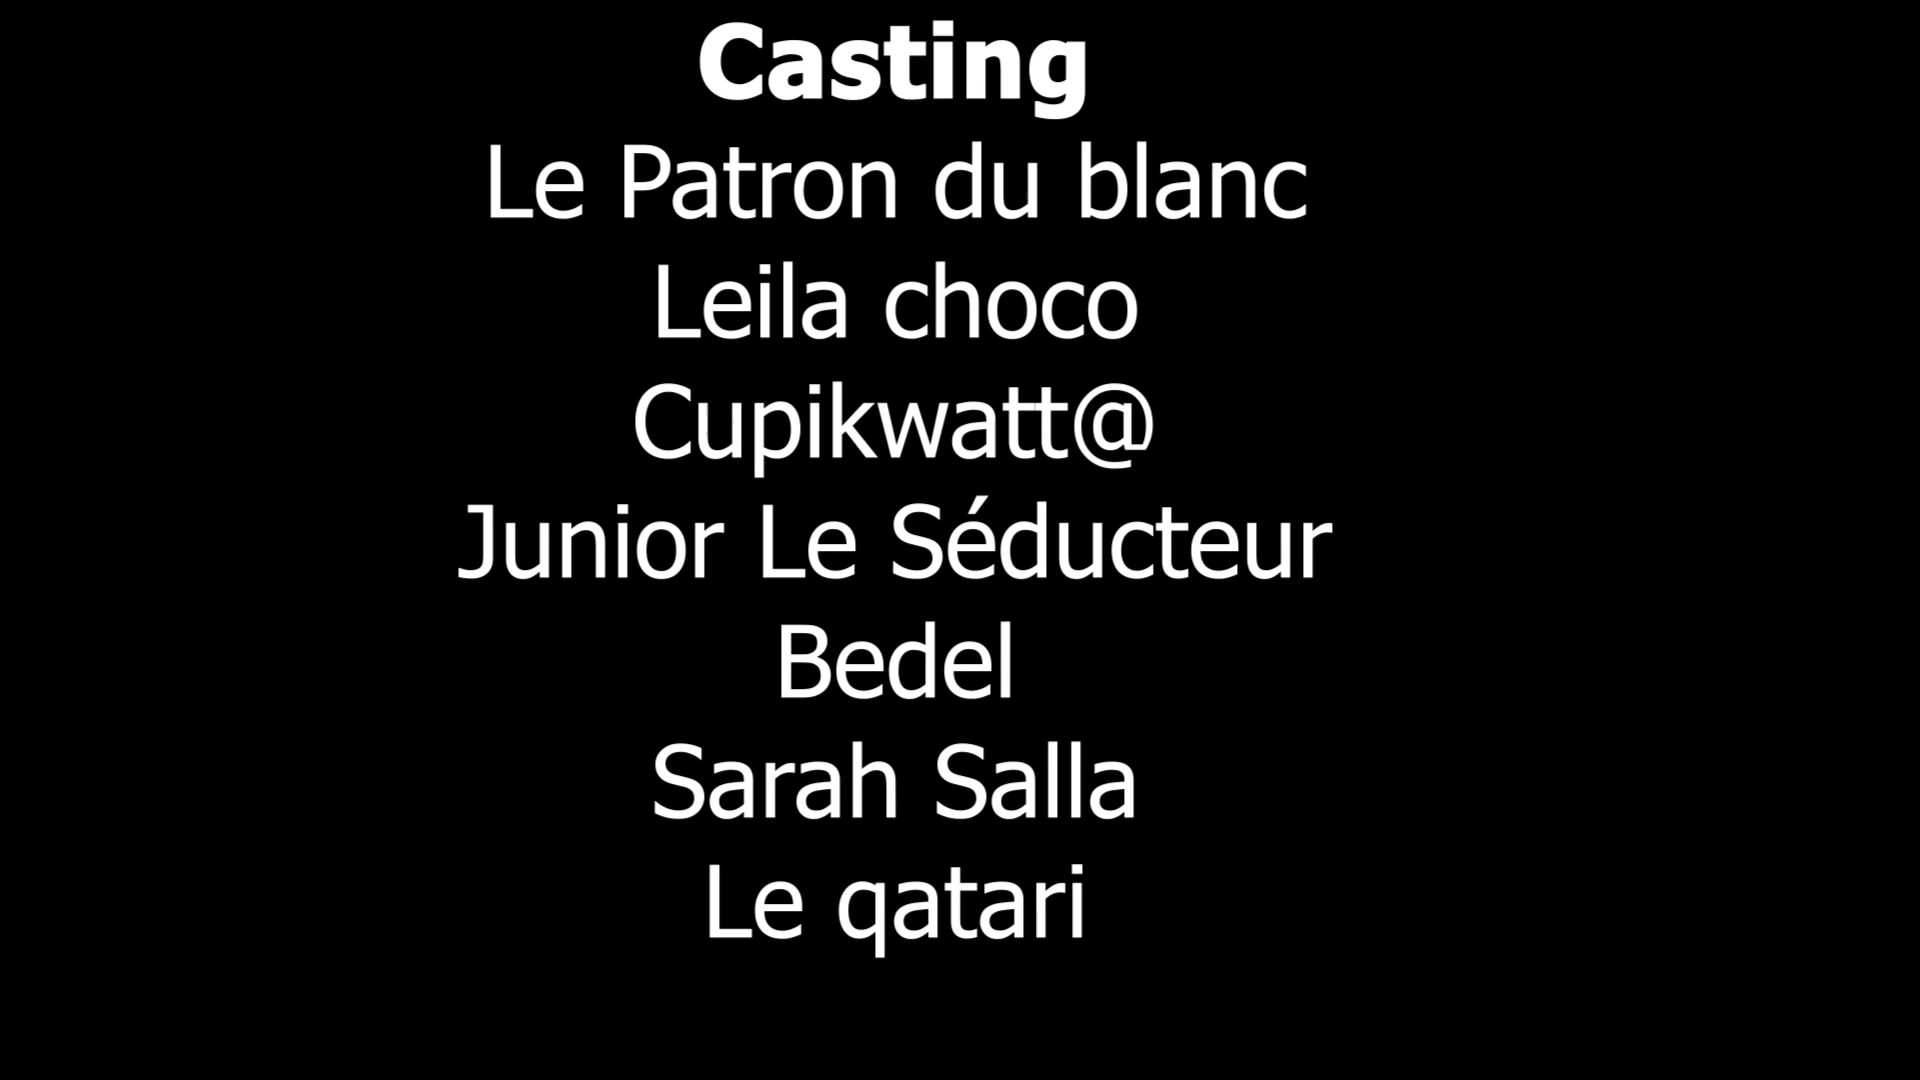 Casting
Le Patron du blanc
Leila choco
Cupikwatt@
Junior Le Séducteur
Bedel
Sarah Salla
Le qatari